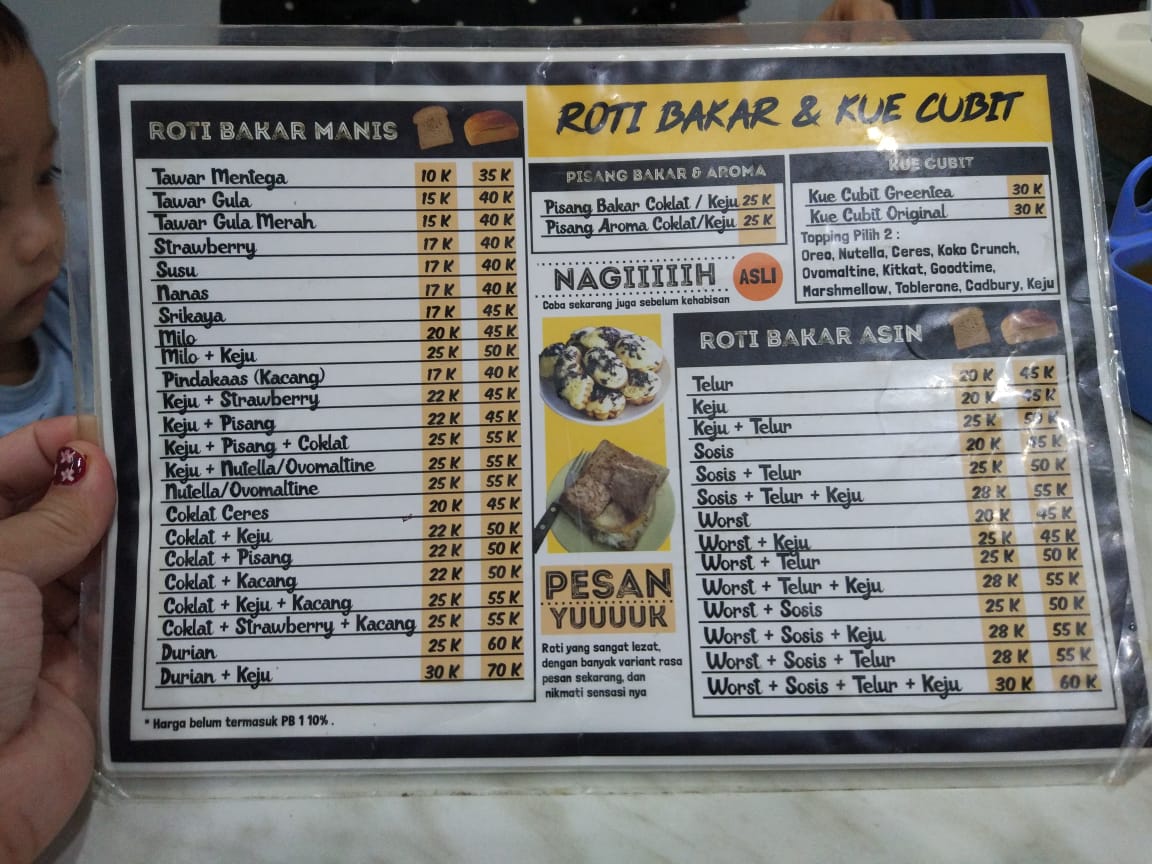 ROTI BAKAR MANIS
Tawar Mentega 10 K 35 K
Tawar Gula 15 K 40 K
Tawar Gula Merah 15 K 40 K
Strawberry 17 K 40 K
Susu 17 K 40 K
Nanas 17 K 40 K
Srikaya 17 K 45 K
Milo 20 K 45 K
Milo + Keju 25 K 50 K
Pindakaas (Kacang) 17 K 40 K
Keju + Strawberry 22 K 45 K
Keju + Pisang 22 K 45 K
Keju + Pisang + Coklat 25 K 55 K
Keju + Nutella/Ovomaltine 25 K 55 K
Nutella/Ovomaltine 25 K 55 K
Coklat Ceres 20 K 45 K
Coklat + Keju 22 K 50 K
Coklat + Pisang 22 K 50 K
Coklat + Kacang 22 K 50 K
Coklat + Keju + Kacang 25 K 55 K
Coklat + Strawberry + Kacang 25 K 55 K
Durian 25 K 60 K
Durian + Keju 30 K 70 K
* Harga belum termasuk PB 1 10% .
ROTI BAKAR & KUE CUBIT
PISANG BAKAR & AROMA
Pisang Bakar Coklat / Keju 25 K
Pisang Aroma Coklat/Keju 25 K
KUE CUBIT
Kue Cubit Greentea 30 K
Kue Cubit Original 30 K
Topping Pilih 2 :
Oreo, Nutella, Ceres, Koko Crunch,
Ovomaltine, Kitkat, Goodtime,
Marshmellow, Toblerone, Cadbury, Keju
NAGIIIIIH ASLI
Coba sekarang juga sebelum kehabisan
PESAN
YUUUUK
Roti yang sangat lezat,
dengan banyak variant rasa
pesan sekarang, dan
nikmati sensasi nya
ROTI BAKAR ASIN
Telur 20 K 45 K
Keju 20 K 45 K
Keju + Telur 25 K K
Sosis 20 K K
Sosis + Telur 25 K 50 K
Sosis + Telur + Keju 28 K 55 K
Worst 20 K 45 K
Worst + Keju 25 K 45 K
Worst + Telur 25 K 50 K
Worst + Telur + Keju 28 K 55 K
Worst + Sosis 25 K 50 K
Worst + Sosis + Keju 28 K 55 K
Worst + Sosis + Telur 28 K 55 K
Worst + Sosis + Telur + Keju 30 K 60 K